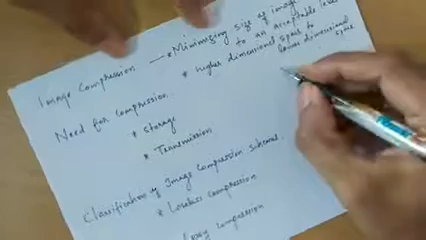 Image Compression — * Minimizing size of image
to an acceptable level
* Higher dimensional space to
lower dimensional space
Need for compression
* Storage
* Transmission
Classification of Image Compression Schemes
* Lossless Compression
Lossy Compression